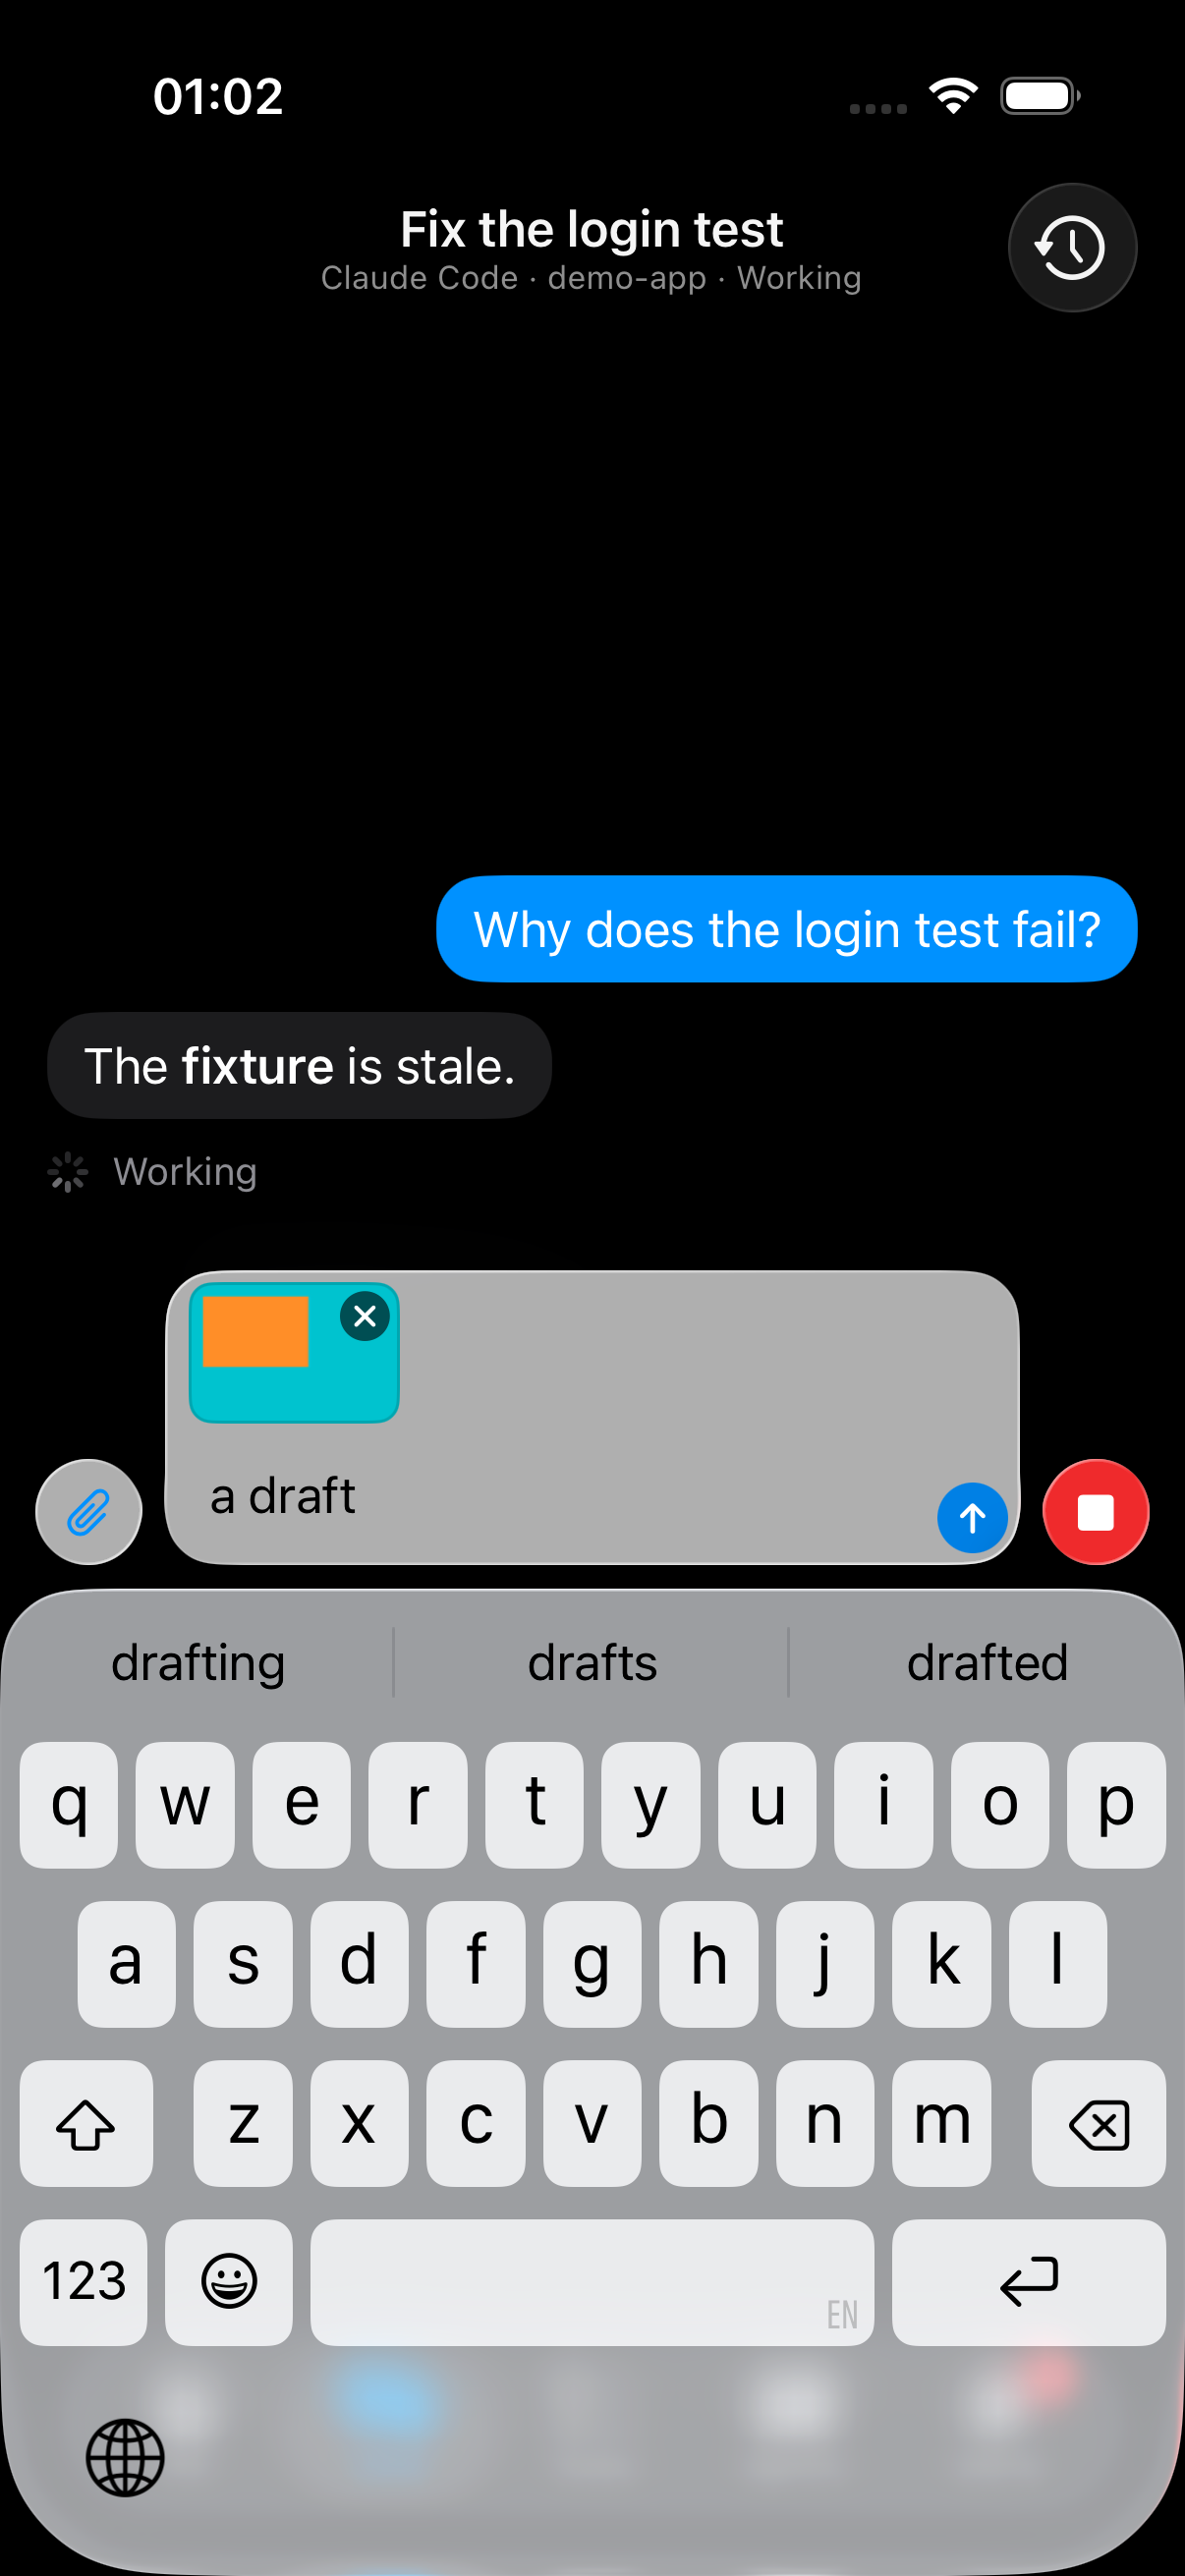 01:02
Fix the login test
Claude Code · demo-app · Working
Why does the login test fail?
The fixture is stale.
Working
a draft
drafting drafts drafted
q w e r t y u i o p
a s d f g h j k l
z x c v b n m
123
EN